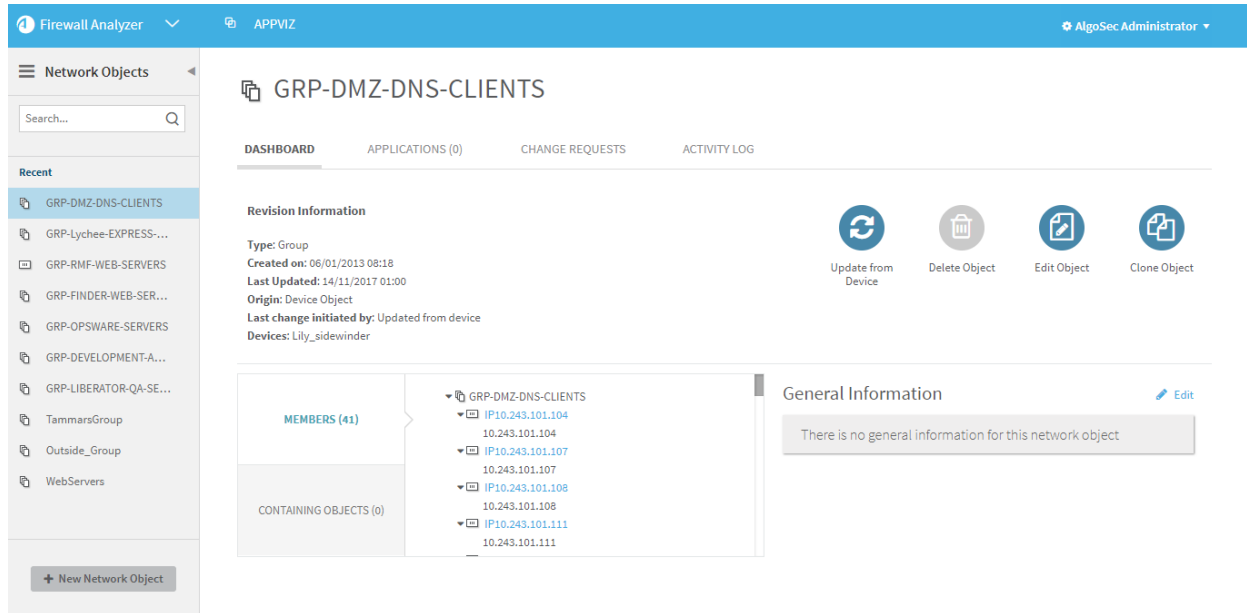 Firewall Analyzer
APPVIZ
AlgoSec Administrator
Network Objects
Search...
Recent
GRP-DMZ-DNS-CLIENTS
GRP-Lychee-EXPRESS-...
GRP-RMF-WEB-SERVERS
GRP-FINDER-WEB-SER...
GRP-OPSWARE-SERVERS
GRP-DEVELOPMENT-A...
GRP-LIBERATOR-QA-SE...
TammarsGroup
Outside_Group
WebServers
+ New Network Object
GRP-DMZ-DNS-CLIENTS
DASHBOARD APPLICATIONS (0) CHANGE REQUESTS ACTIVITY LOG
Revision Information
Type: Group
Created on: 06/01/2013 08:18
Last Updated: 14/11/2017 01:00
Origin: Device Object
Last change initiated by: Updated from device
Devices: Lily_sidewinder
Update from
Device
Delete Object
Edit Object
Clone Object
MEMBERS (41)
CONTAINING OBJECTS (0)
GRP-DMZ-DNS-CLIENTS
IP10.243.101.104
10.243.101.104
IP10.243.101.107
10.243.101.107
IP10.243.101.108
10.243.101.108
IP10.243.101.111
10.243.101.111
General Information
Edit
There is no general information for this network object